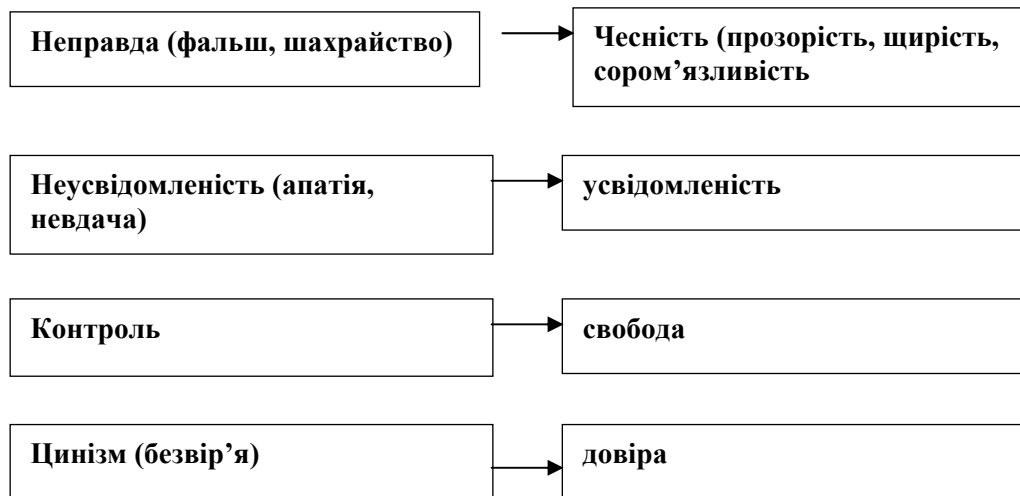 Неправда (фальш, шахрайство)
Чесність (прозорість, щирість,
сором’язливість
Неусвідомленість (апатія,
невдача)
усвідомленість
Контроль
свобода
Цинізм (безвір’я)
довіра